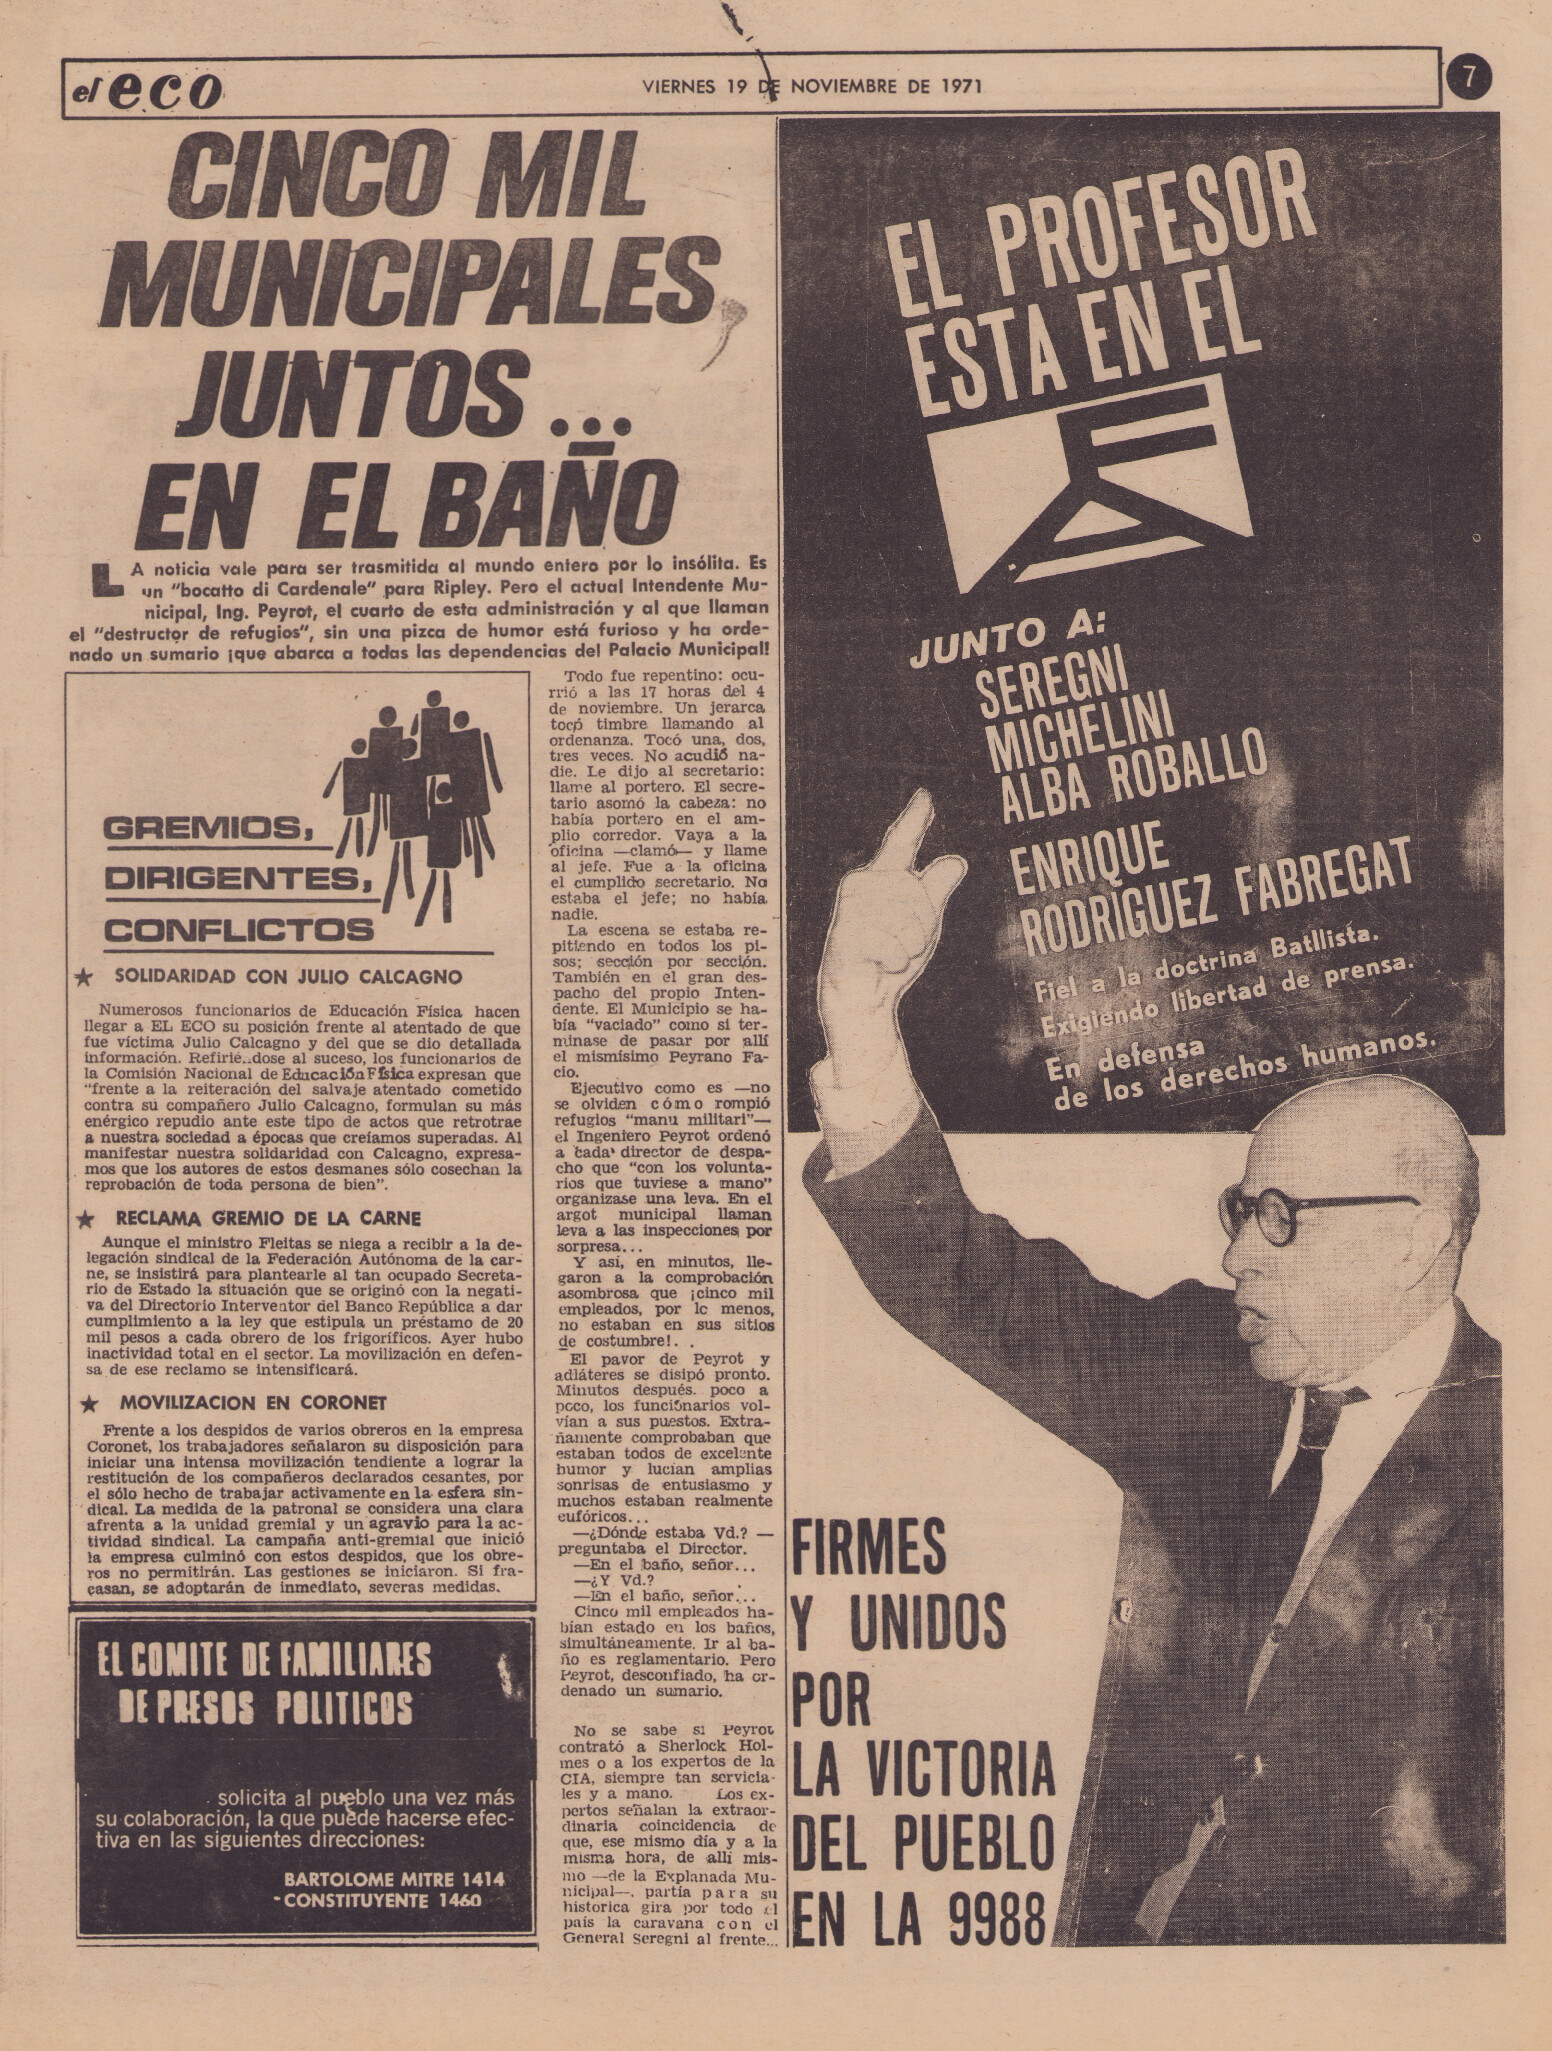 el eco
VIERNES 19 DE NOVIEMBRE DE 1971
7
CINCO MIL
MUNICIPALES
JUNTOS ...
EN EL BAÑO
LA noticia vale para ser trasmitida al mundo entero por lo insólita. Es
un "bocatto di Cardenale" para Ripley. Pero el actual Intendente Mu-
nicipal, Ing. Peyrot, el cuarto de esta administración y al que llaman
el "destructor de refugios", sin una pizca de humor está furioso y ha orde-
nado un sumario ¡que abarca a todas las dependencias del Palacio Municipal!
GREMIOS,
DIRIGENTES,
CONFLICTOS
★ SOLIDARIDAD CON JULIO CALCAGNO
Numerosos funcionarios de Educación Física hacen
llegar a EL ECO su posición frente al atentado de que
fue víctima Julio Calcagno y del que se dio detallada
información. Refirié..dose al suceso, los funcionarios de
la Comisión Nacional de Educación Física expresan que
"frente a la reiteración del salvaje atentado cometido
contra su compañero Julio Calcagno, formulan su más
enérgico repudio ante este tipo de actos que retrotrae
a nuestra sociedad a épocas que creíamos superadas. Al
manifestar nuestra solidaridad con Calcagno, expresa-
mos que los autores de estos desmanes sólo cosechan la
reprobación de toda persona de bien".
★ RECLAMA GREMIO DE LA CARNE
Aunque el ministro Fleitas se niega a recibir a la de-
legación sindical de la Federación Autónoma de la car-
ne, se insistirá para plantearle al tan ocupado Secreta-
rio de Estado la situación que se originó con la negati-
va del Directorio Interventor del Banco República a dar
cumplimiento a la ley que estipula un préstamo de 20
mil pesos a cada obrero de los frigoríficos. Ayer hubo
inactividad total en el sector. La movilización en defen-
sa de ese reclamo se intensificará.
★ MOVILIZACION EN CORONET
Frente a los despidos de varios obreros en la empresa
Coronet, los trabajadores señalaron su disposición para
iniciar una intensa movilización tendiente a lograr la
restitución de los compañeros declarados cesantes, por
el sólo hecho de trabajar activamente en la esfera sin-
dical. La medida de la patronal se considera una clara
afrenta a la unidad gremial y un agravio para la ac-
tividad sindical. La campaña anti-gremial que inició
la empresa culminó con estos despidos, que los obre-
ros no permitirán. Las gestiones se iniciaron. Si fra-
casan, se adoptarán de inmediato, severas medidas.
EL COMITE DE FAMILIARES
DE PRESOS POLITICOS
solicita al pueblo una vez más
su colaboración, la que puede hacerse efec-
tiva en las siguientes direcciones:
BARTOLOME MITRE 1414
-CONSTITUYENTE 1460
Todo fue repentino: ocu-
rrió a las 17 horas del 4
de noviembre. Un jerarca
tocó timbre llamando al
ordenanza. Tocó una, dos,
tres veces. No acudió na-
die. Le dijo al secretario:
llame al portero. El secre-
tario asomó la cabeza: no
había portero en el am-
plio corredor. Vaya a la
oficina —clamó— y llame
al jefe. Fue a la oficina
el cumplido secretario. No
estaba el jefe; no había
nadie.
La escena se estaba re-
pitiendo en todos los pi-
sos; sección por sección.
También en el gran des-
pacho del propio Inten-
dente. El Municipio se ha-
bía "vaciado" como si ter-
minase de pasar por allí
el mismísimo Peyrano Fa-
cio.
Ejecutivo como es —no
se olviden cómo rompió
refugios "manu militari"—
el Ingeniero Peyrot ordenó
a cada director de despa-
cho que "con los volunta-
rios que tuviese a mano"
organizase una leva. En el
argot municipal llaman
leva a las inspecciones por
sorpresa...
Y así, en minutos, lle-
garon a la comprobación
asombrosa que ¡cinco mil
empleados, por lo menos,
no estaban en sus sitios
de costumbre!. .
El pavor de Peyrot y
adláteres se disipó pronto.
Minutos después. poco a
poco, los funcionarios vol-
vían a sus puestos. Extra-
ñamente comprobaban que
estaban todos de excelente
humor y lucían amplias
sonrisas de entusiasmo y
muchos estaban realmente
eufóricos...
—¿Dónde estaba Vd.? —
preguntaba el Director.
—En el baño, señor...
—¿Y Vd.?
—En el baño, señor...
Cinco mil empleados ha-
bían estado en los baños,
simultáneamente. Ir al ba-
ño es reglamentario. Pero
Peyrot, desconfiado, ha or-
denado un sumario.
No se sabe si Peyrot
contrató a Sherlock Hol-
mes o a los expertos de la
CIA, siempre tan servicia-
les y a mano. Los ex-
pertos señalan la extraor-
dinaria coincidencia de
que, ese mismo día y a la
misma hora, de allí mis-
mo —de la Explanada Mu-
nicipal—. partía para su
historica gira por todo el
país la caravana con el
General Seregni al frente...
EL PROFESOR
ESTA EN EL
JUNTO A:
SEREGNI
MICHELINI
ALBA ROBALLO
ENRIQUE
RODRIGUEZ FABREGAT
Fiel a la doctrina Batllista.
Exigiendo libertad de prensa.
En defensa
de los derechos humanos.
FIRMES
Y UNIDOS
POR
LA VICTORIA
DEL PUEBLO
EN LA 9988